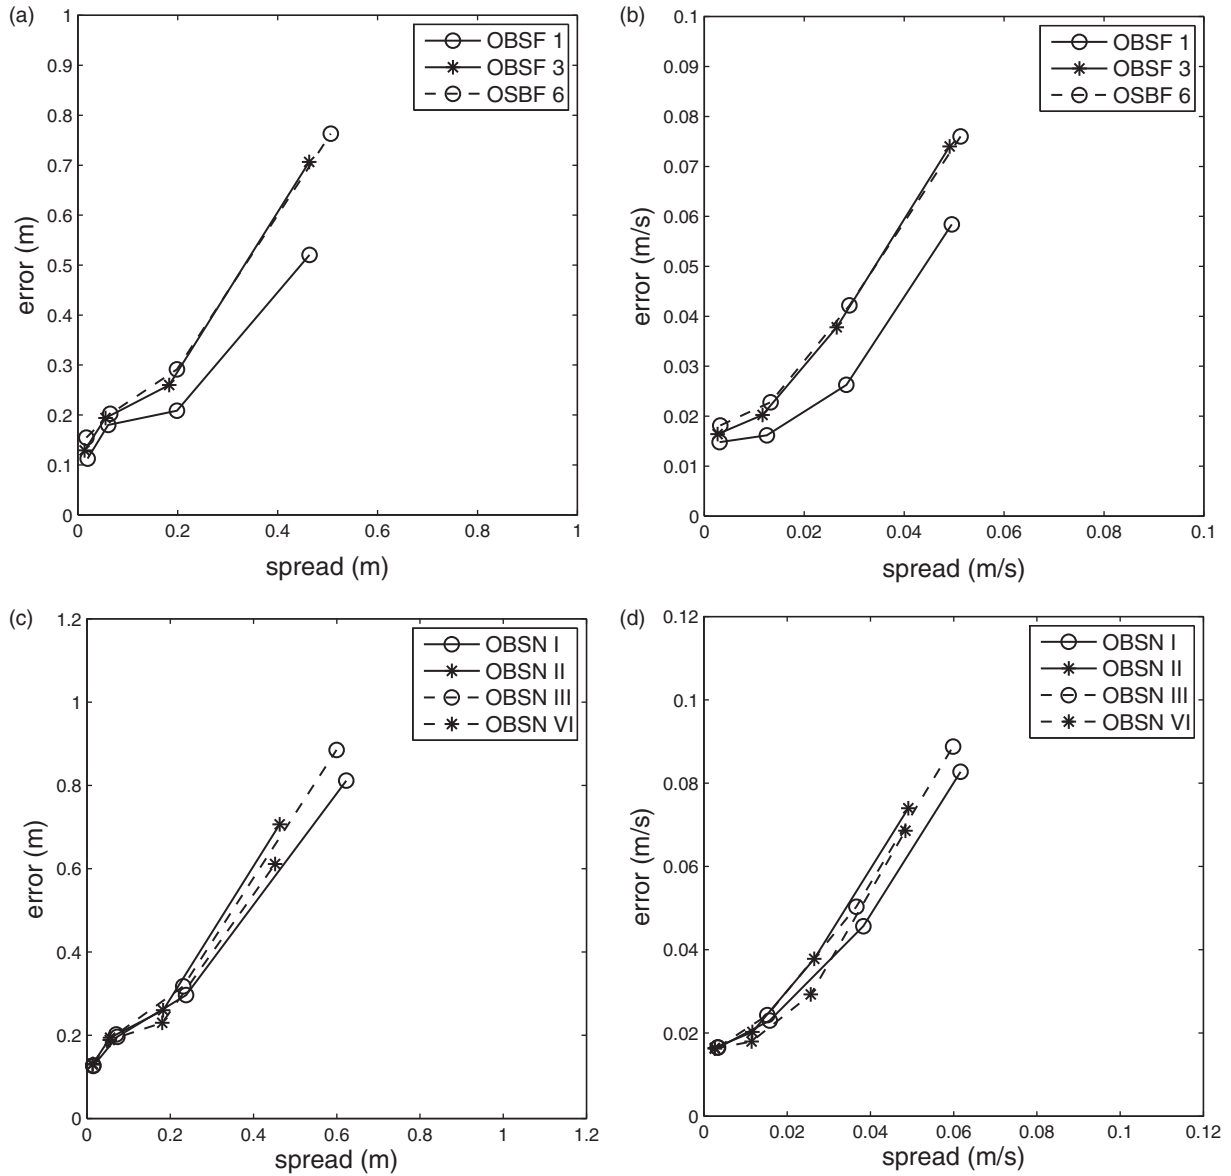 (a)
1
0.9
0.8
0.7
0.6
0.5
0.4
0.3
0.2
0.1
0
0
0.2
0.4
0.6
0.8
1
error (m)
spread (m)
OBSF 1
OBSF 3
OSBF 6
(b)
0.1
0.09
0.08
0.07
0.06
0.05
0.04
0.03
0.02
0.01
0
0
0.02
0.04
0.06
0.08
0.1
error (m/s)
spread (m/s)
OBSF 1
OBSF 3
OSBF 6
(c)
1.2
1
0.8
0.6
0.4
0.2
0
0
0.2
0.4
0.6
0.8
1
1.2
error (m)
spread (m)
OBSN I
OBSN II
OBSN III
OBSN VI
(d)
0.12
0.1
0.08
0.06
0.04
0.02
0
0
0.02
0.04
0.06
0.08
0.1
0.12
error (m/s)
spread (m/s)
OBSN I
OBSN II
OBSN III
OBSN VI